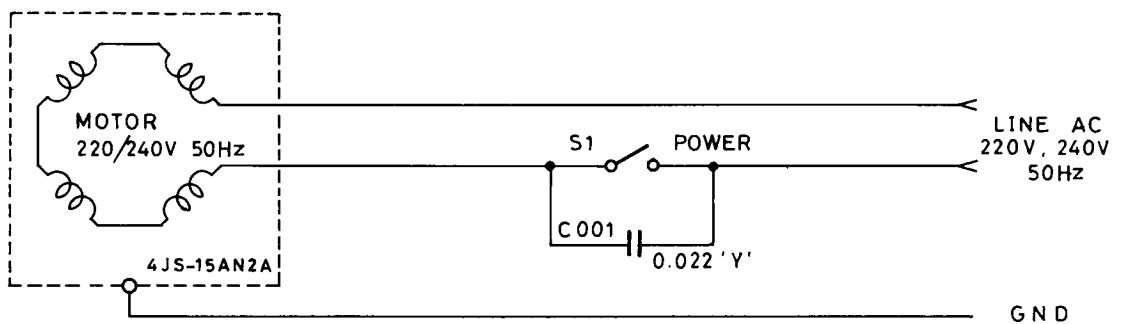 MOTOR
220/240V 50Hz
S1 POWER
LINE AC
220V, 240V
50Hz
C001
0.022 'Y'
4JS-15AN2A
GND